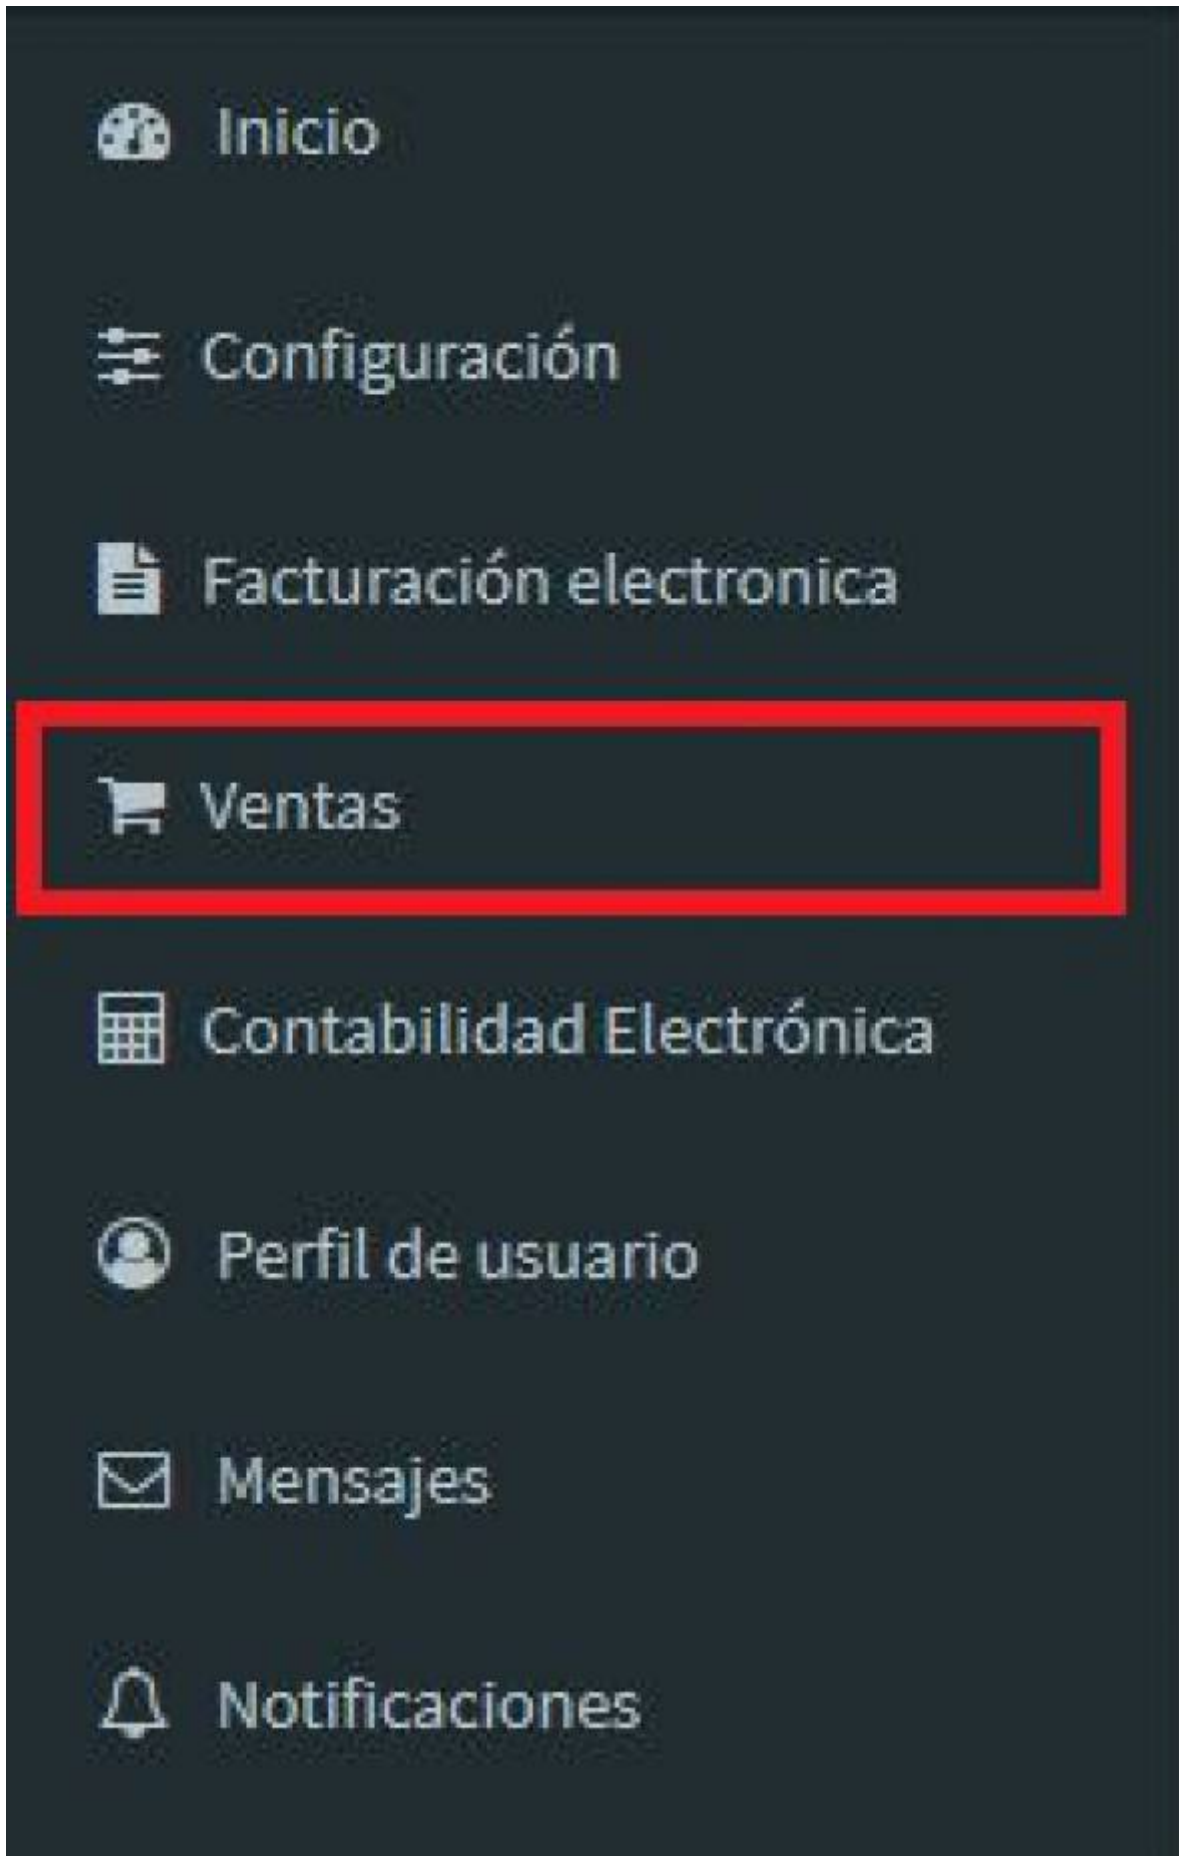 Inicio
Configuración
Facturación electronica
Ventas
Contabilidad Electrónica
Perfil de usuario
Mensajes
Notificaciones